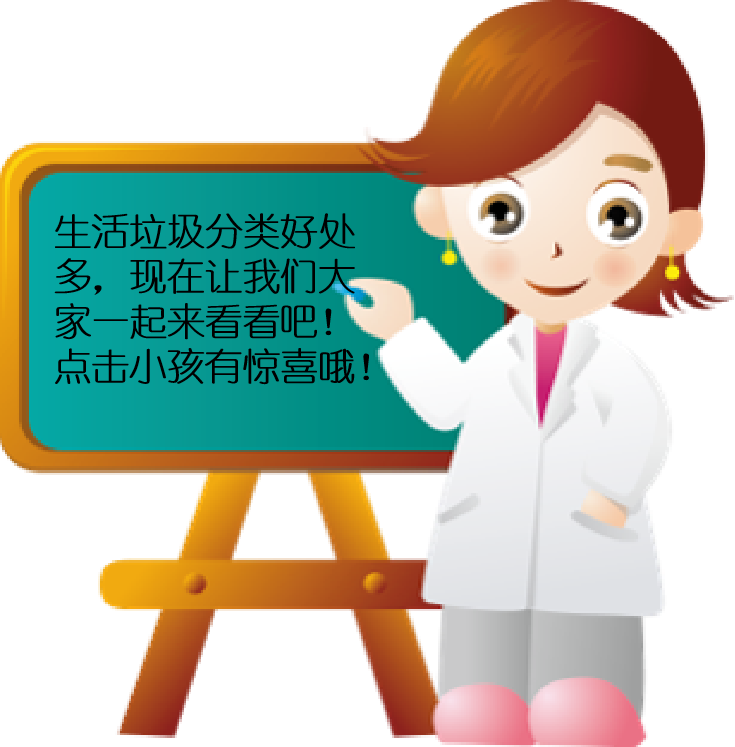 生活垃圾分类好处
多，现在让我们大
家一起来看看吧！
点击小孩有惊喜哦！